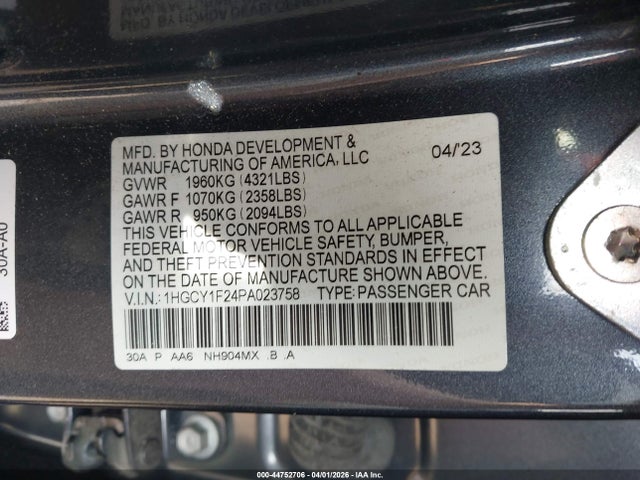 MFD. BY HONDA DEVELOPMENT &
MANUFACTURING OF AMERICA, LLC 04/'23
GVWR 1960KG(4321LBS)
GAWR F 1070KG(2358LBS)
GAWR R 950KG(2094LBS)
THIS VEHICLE CONFORMS TO ALL APPLICABLE
FEDERAL MOTOR VEHICLE SAFETY, BUMPER,
AND THEFT PREVENTION STANDARDS IN EFFECT
ON THE DATE OF MANUFACTURE SHOWN ABOVE.
V.I.N.: 1HGCY1F24PA023758 TYPE:PASSENGER CAR
30A P AA6 NH904MX .B .A
30A-A0
000-44752706 - 04/01/2026 - IAA Inc.